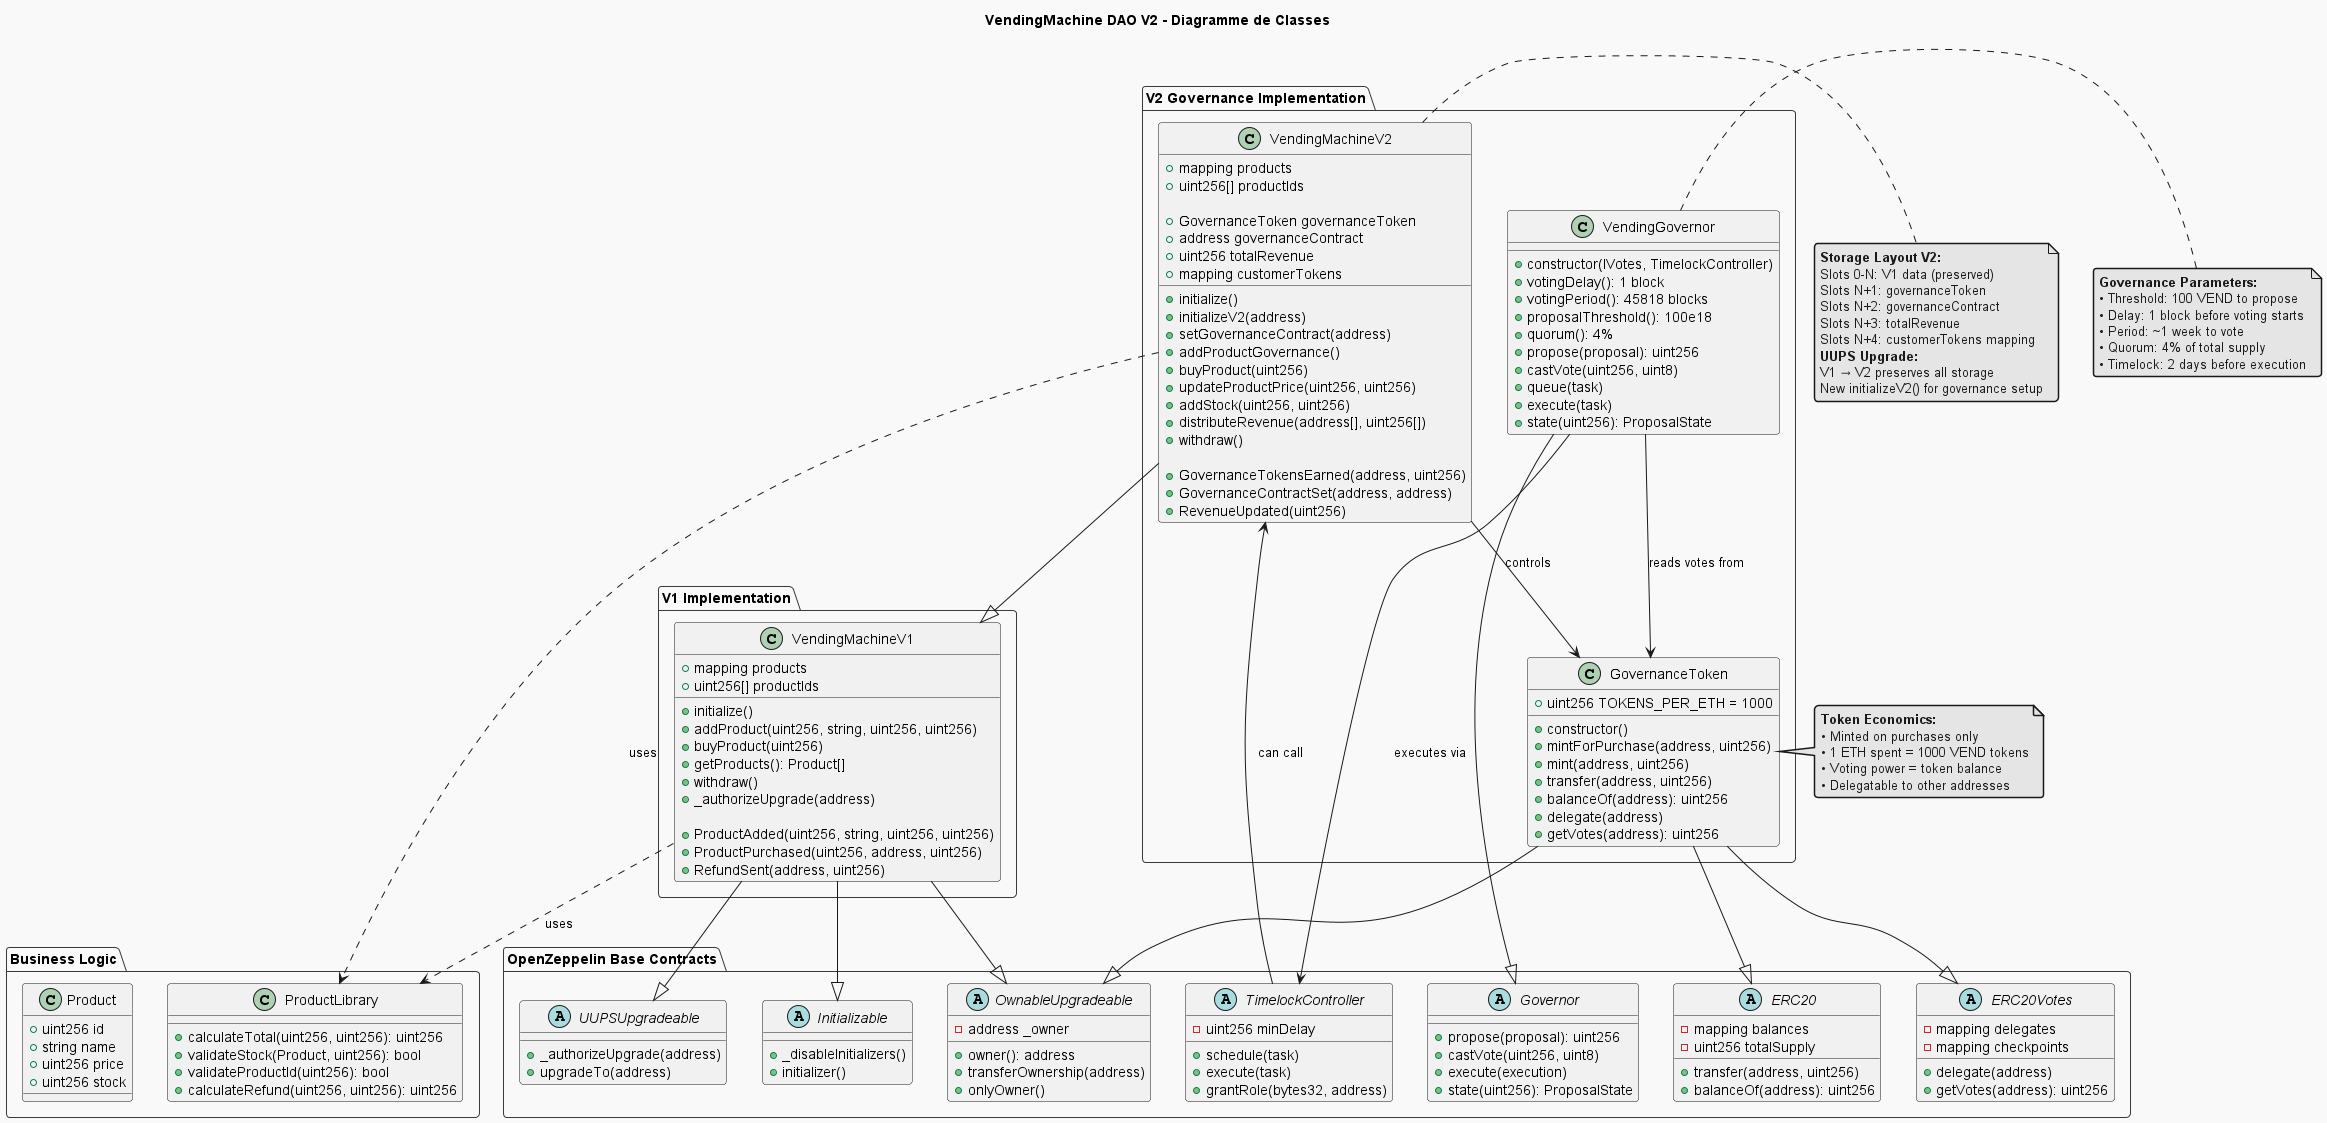 VendingMachine DAO V2 - Diagramme de Classes
V2 Governance Implementation
C VendingMachineV2
mapping products
uint256[] productIds
GovernanceToken governanceToken
address governanceContract
uint256 totalRevenue
mapping customerTokens
initialize()
initializeV2(address)
setGovernanceContract(address)
addProductGovernance()
buyProduct(uint256)
updateProductPrice(uint256, uint256)
addStock(uint256, uint256)
distributeRevenue(address[], uint256[])
withdraw()
GovernanceTokensEarned(address, uint256)
GovernanceContractSet(address, address)
RevenueUpdated(uint256)
C VendingGovernor
constructor(IVotes, TimelockController)
votingDelay(): 1 block
votingPeriod(): 45818 blocks
proposalThreshold(): 100e18
quorum(): 4%
propose(proposal): uint256
castVote(uint256, uint8)
queue(task)
execute(task)
state(uint256): ProposalState
Storage Layout V2:
Slots 0-N: V1 data (preserved)
Slots N+1: governanceToken
Slots N+2: governanceContract
Slots N+3: totalRevenue
Slots N+4: customerTokens mapping
UUPS Upgrade:
V1 → V2 preserves all storage
New initializeV2() for governance setup
Governance Parameters:
• Threshold: 100 VEND to propose
• Delay: 1 block before voting starts
• Period: ~1 week to vote
• Quorum: 4% of total supply
• Timelock: 2 days before execution
controls
reads votes from
V1 Implementation
C VendingMachineV1
mapping products
uint256[] productIds
initialize()
addProduct(uint256, string, uint256, uint256)
buyProduct(uint256)
getProducts(): Product[]
withdraw()
_authorizeUpgrade(address)
ProductAdded(uint256, string, uint256, uint256)
ProductPurchased(uint256, address, uint256)
RefundSent(address, uint256)
uses
can call
executes via
C GovernanceToken
uint256 TOKENS_PER_ETH = 1000
constructor()
mintForPurchase(address, uint256)
mint(address, uint256)
transfer(address, uint256)
balanceOf(address): uint256
delegate(address)
getVotes(address): uint256
Token Economics:
• Minted on purchases only
• 1 ETH spent = 1000 VEND tokens
• Voting power = token balance
• Delegatable to other addresses
uses
Business Logic
C Product
uint256 id
string name
uint256 price
uint256 stock
C ProductLibrary
calculateTotal(uint256, uint256): uint256
validateStock(Product, uint256): bool
validateProductId(uint256): bool
calculateRefund(uint256, uint256): uint256
OpenZeppelin Base Contracts
A UUPSUpgradeable
_authorizeUpgrade(address)
upgradeTo(address)
A Initializable
_disableInitializers()
initializer()
A OwnableUpgradeable
address _owner
owner(): address
transferOwnership(address)
onlyOwner()
A TimelockController
uint256 minDelay
schedule(task)
execute(task)
grantRole(bytes32, address)
A Governor
propose(proposal): uint256
castVote(uint256, uint8)
execute(execution)
state(uint256): ProposalState
A ERC20
mapping balances
uint256 totalSupply
transfer(address, uint256)
balanceOf(address): uint256
A ERC20Votes
mapping delegates
mapping checkpoints
delegate(address)
getVotes(address): uint256